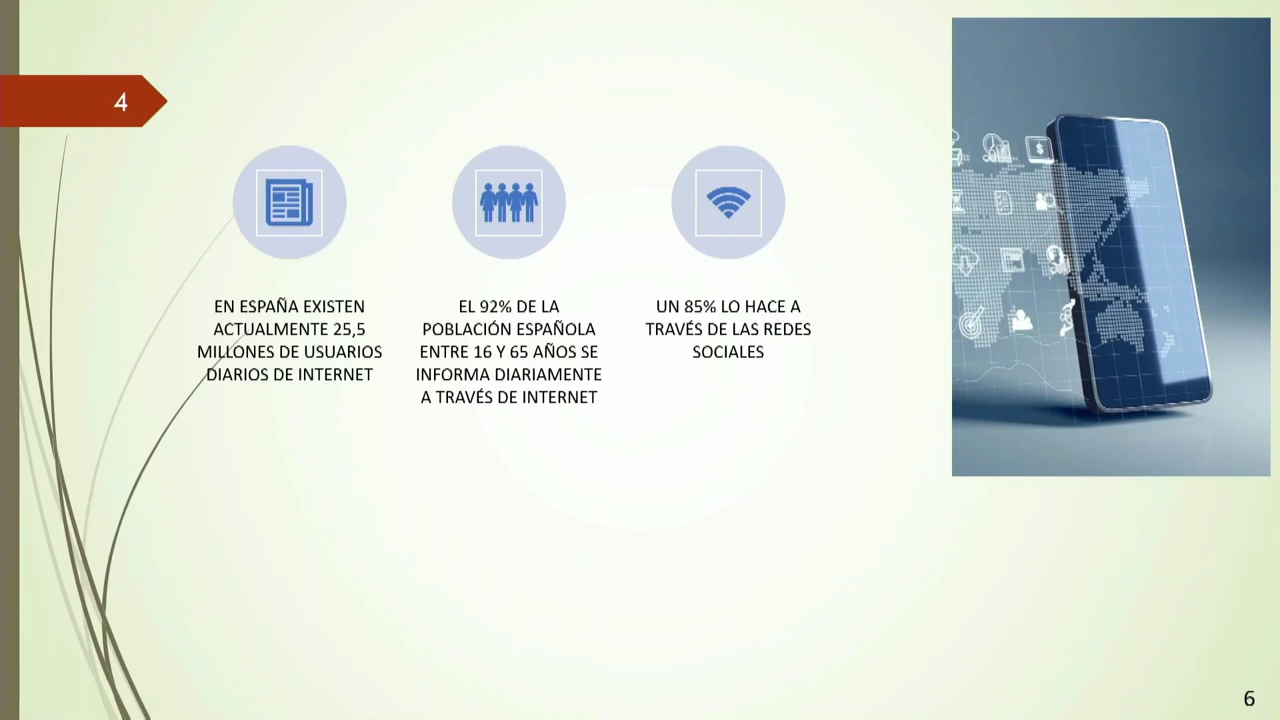 4
EN ESPAÑA EXISTEN
ACTUALMENTE 25,5
MILLONES DE USUARIOS
DIARIOS DE INTERNET
EL 92% DE LA
POBLACIÓN ESPAÑOLA
ENTRE 16 Y 65 AÑOS SE
INFORMA DIARIAMENTE
A TRAVÉS DE INTERNET
UN 85% LO HACE A
TRAVÉS DE LAS REDES
SOCIALES
$
6